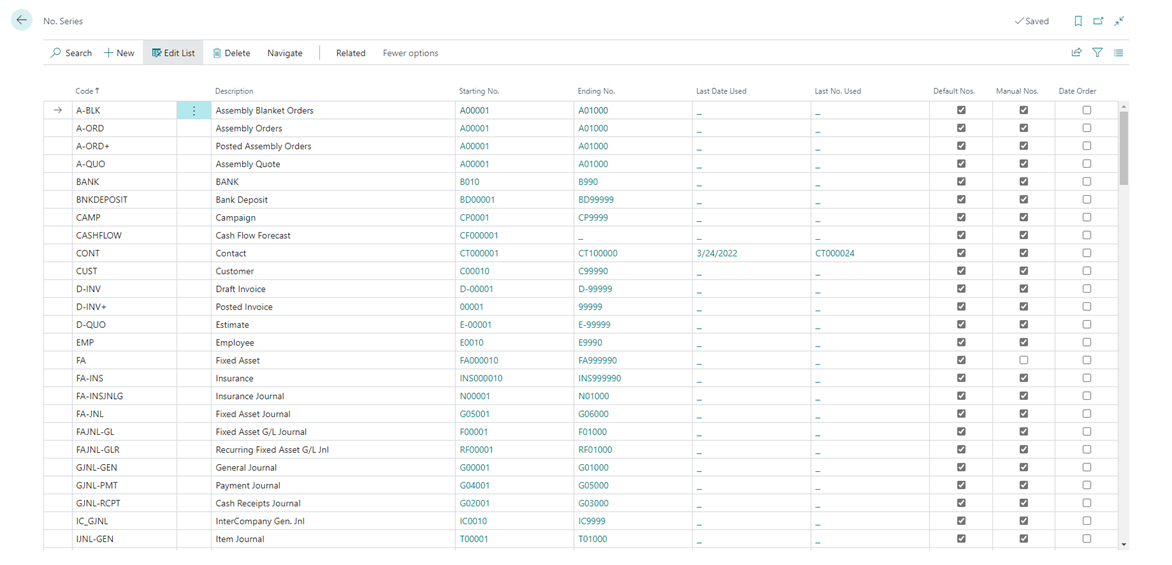 No. Series
Saved
Search New Edit List Delete Navigate Related Fewer options
Code ↑ Description Starting No. Ending No. Last Date Used Last No. Used Default Nos. Manual Nos. Date Order
A-BLK Assembly Blanket Orders A00001 A01000 _ _
A-ORD Assembly Orders A00001 A01000 _ _
A-ORD+ Posted Assembly Orders A00001 A01000 _ _
A-QUO Assembly Quote A00001 A01000 _ _
BANK BANK B010 B990 _ _
BNKDEPOSIT Bank Deposit BD00001 BD99999 _ _
CAMP Campaign CP0001 CP9999 _ _
CASHFLOW Cash Flow Forecast CF000001 _ _ _
CONT Contact CT000001 CT100000 3/24/2022 CT000024
CUST Customer C00010 C99990 _ _
D-INV Draft Invoice D-00001 D-99999 _ _
D-INV+ Posted Invoice 00001 99999 _ _
D-QUO Estimate E-00001 E-99999 _ _
EMP Employee E0010 E9990 _ _
FA Fixed Asset FA000010 FA999990 _ _
FA-INS Insurance INS000010 INS999990 _ _
FA-INSJNLG Insurance Journal N00001 N01000 _ _
FA-JNL Fixed Asset Journal G05001 G06000 _ _
FAJNL-GL Fixed Asset G/L Journal F00001 F01000 _ _
FAJNL-GLR Recurring Fixed Asset G/L Jnl RF00001 RF01000 _ _
GJNL-GEN General Journal G00001 G01000 _ _
GJNL-PMT Payment Journal G04001 G05000 _ _
GJNL-RCPT Cash Receipts Journal G02001 G03000 _ _
IC_GJNL InterCompany Gen. Jnl IC0010 IC9999 _ _
IJNL-GEN Item Journal T00001 T01000 _ _